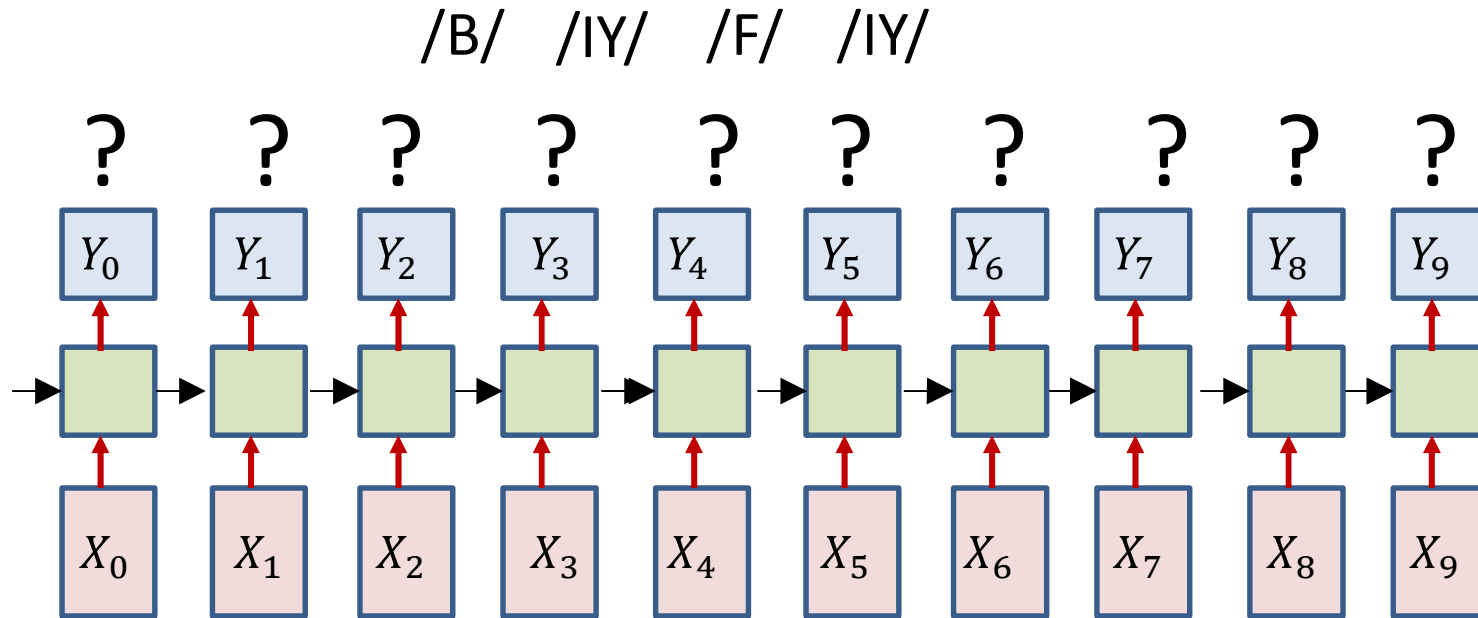 /B/ /IY/ /F/ /IY/
? ? ? ? ? ? ? ? ? ?
Y₀ Y₁ Y₂ Y₃ Y₄ Y₅ Y₆ Y₇ Y₈ Y₉
X₀ X₁ X₂ X₃ X₄ X₅ X₆ X₇ X₈ X₉